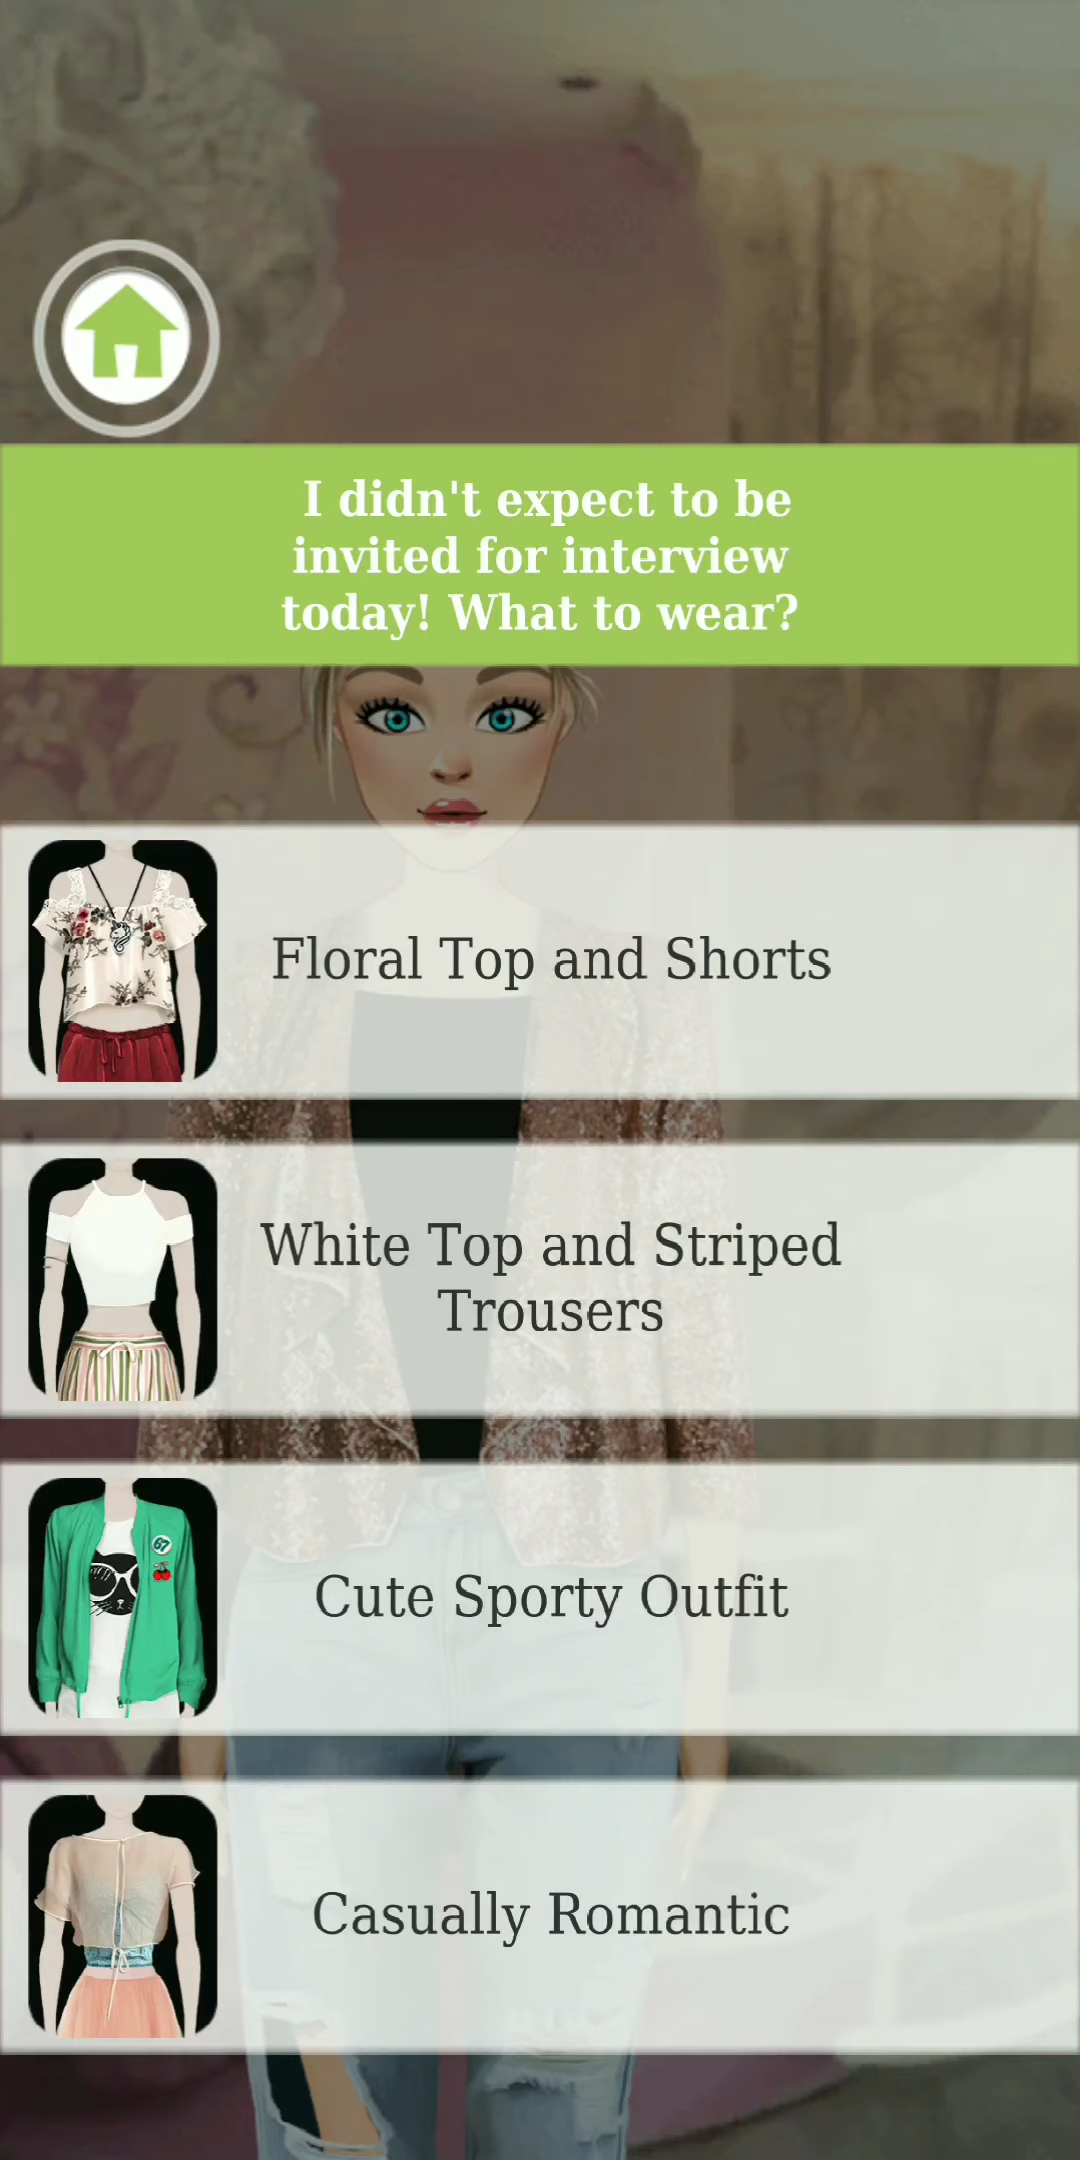 I didn't expect to be
invited for interview
today! What to wear?
Floral Top and Shorts
White Top and Striped
Trousers
67
Cute Sporty Outfit
Casually Romantic